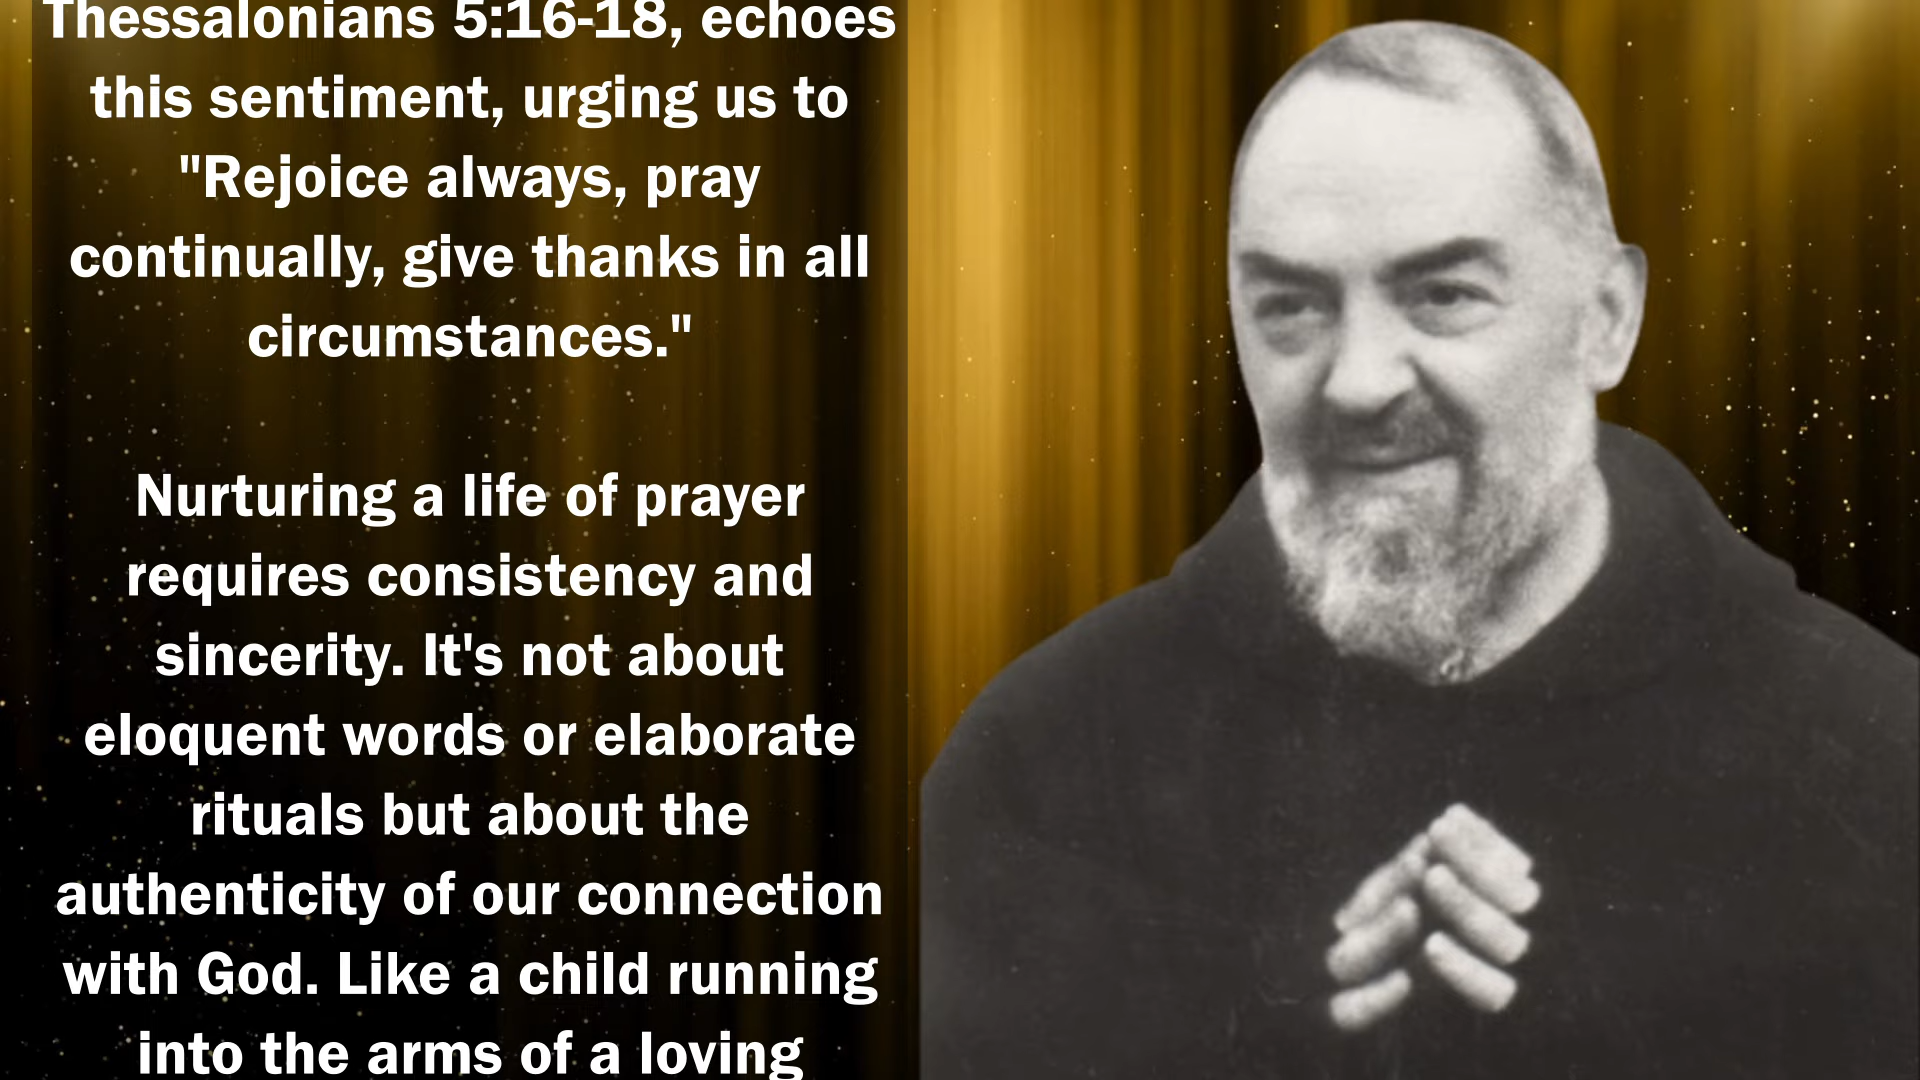 Thessalonians 5:16-18, echoes
this sentiment, urging us to
"Rejoice always, pray
continually, give thanks in all
circumstances."
Nurturing a life of prayer
requires consistency and
sincerity. It's not about
eloquent words or elaborate
rituals but about the
authenticity of our connection
with God. Like a child running
into the arms of a loving